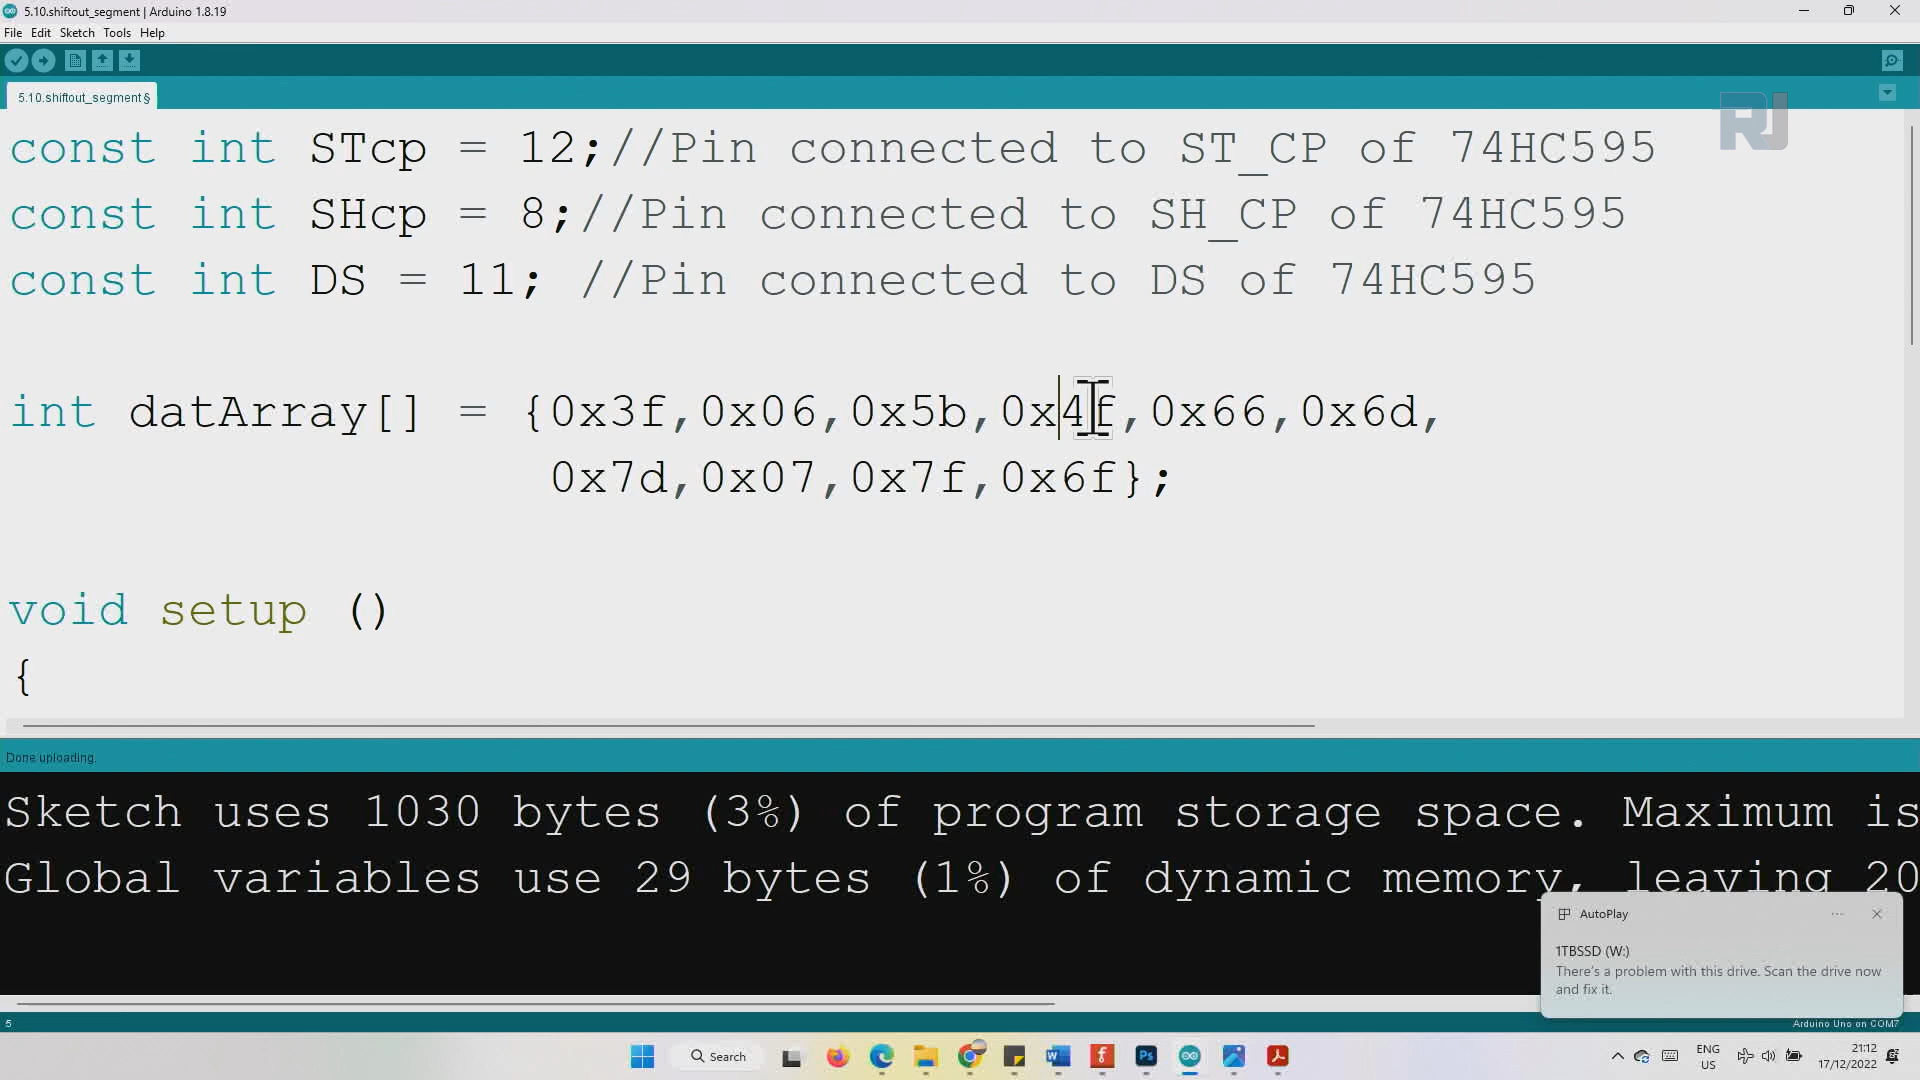 5.10.shiftout_segment | Arduino 1.8.19
File Edit Sketch Tools Help
5.10.shiftout_segment §
RJ
const int STcp = 12;//Pin connected to ST_CP of 74HC595
const int SHcp = 8;//Pin connected to SH_CP of 74HC595
const int DS = 11; //Pin connected to DS of 74HC595
int datArray[] = {0x3f,0x06,0x5b,0x4f,0x66,0x6d,
0x7d,0x07,0x7f,0x6f};
void setup ()
{
Done uploading.
Sketch uses 1030 bytes (3%) of program storage space. Maximum is
Global variables use 29 bytes (1%) of dynamic memory, leaving 20
AutoPlay
1TBSSD (W:)
There's a problem with this drive. Scan the drive now
and fix it.
5
Arduino Uno on COM7
Search
Ps
ENG
US
21:12
17/12/2022